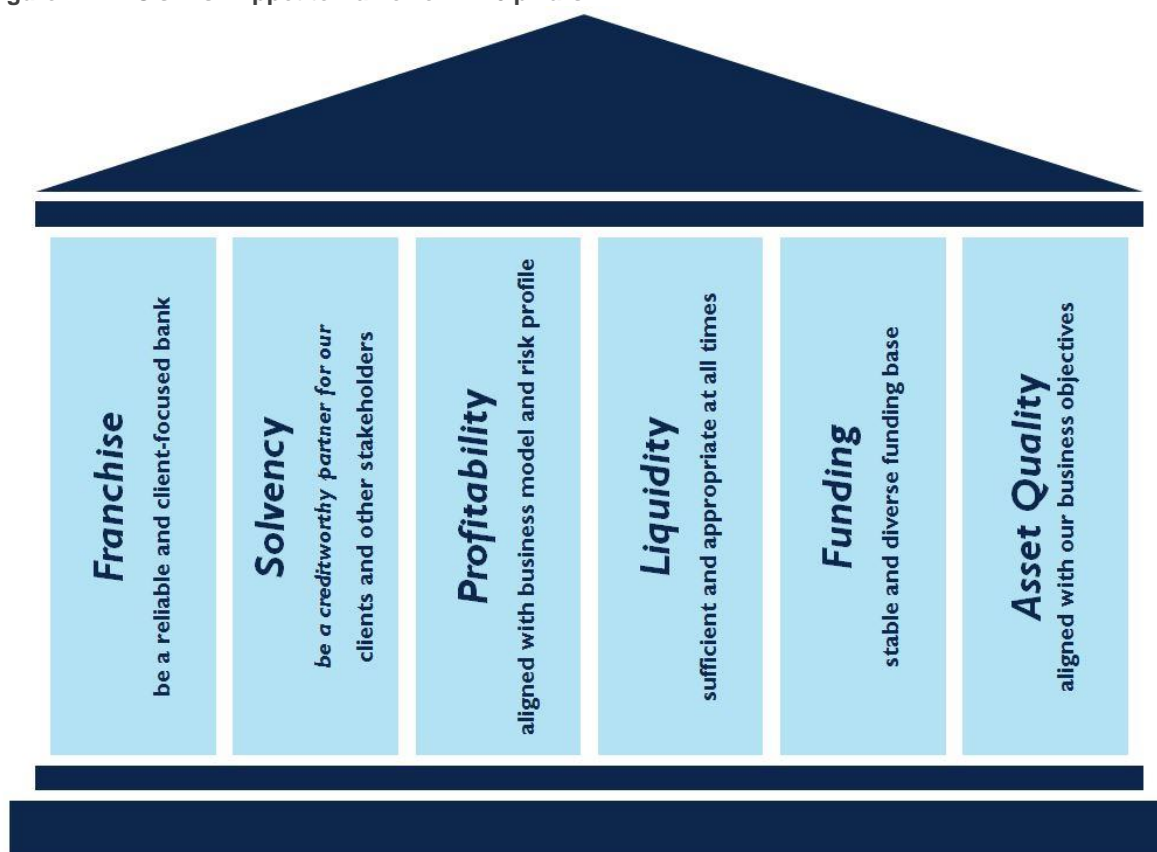 Franchise
be a reliable and client-focused bank
Solvency
be a creditworthy partner for our
clients and other stakeholders
Profitability
aligned with business model and risk profile
Liquidity
sufficient and appropriate at all times
Funding
stable and diverse funding base
Asset Quality
aligned with our business objectives